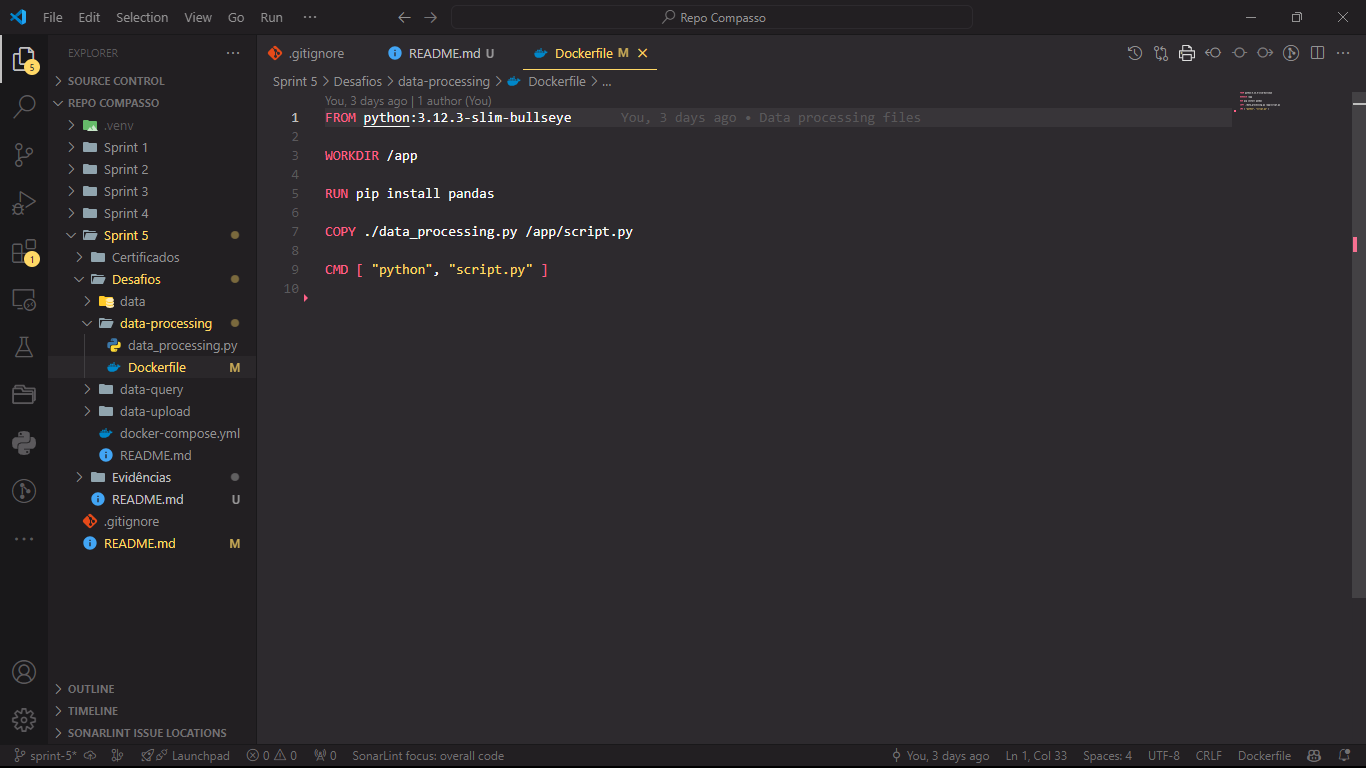 File Edit Selection View Go Run ··· Repo Compasso
EXPLORER ···
.gitignore README.md U Dockerfile M
Sprint 5 > Desafios > data-processing > Dockerfile > ...
SOURCE CONTROL
REPO COMPASSO
.venv
Sprint 1
Sprint 2
Sprint 3
Sprint 4
Sprint 5
Certificados
Desafios
data
data-processing
data_processing.py
Dockerfile M
data-query
data-upload
docker-compose.yml
README.md
Evidências
README.md U
.gitignore
README.md M
OUTLINE
TIMELINE
SONARLINT ISSUE LOCATIONS
5
1
You, 3 days ago | 1 author (You)
1 FROM python:3.12.3-slim-bullseye You, 3 days ago • Data processing files
2
3 WORKDIR /app
4
5 RUN pip install pandas
6
7 COPY ./data_processing.py /app/script.py
8
9 CMD [ "python", "script.py" ]
10
sprint-5* Launchpad 0 0 0 SonarLint focus: overall code You, 3 days ago Ln 1, Col 33 Spaces: 4 UTF-8 CRLF Dockerfile